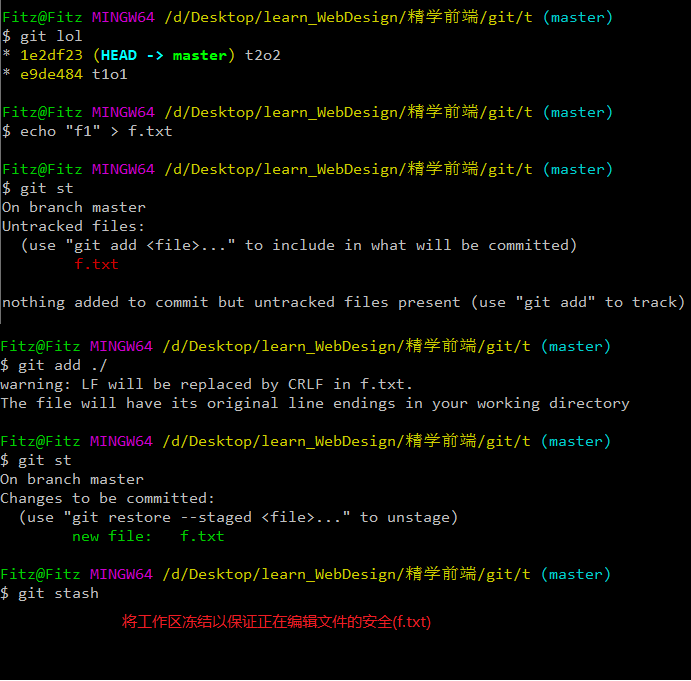 Fitz@Fitz MINGW64 /d/Desktop/learn_WebDesign/精学前端/git/t (master)
$ git lol
* 1e2df23 (HEAD -> master) t2o2
* e9de484 t1o1
Fitz@Fitz MINGW64 /d/Desktop/learn_WebDesign/精学前端/git/t (master)
$ echo "f1" > f.txt
Fitz@Fitz MINGW64 /d/Desktop/learn_WebDesign/精学前端/git/t (master)
$ git st
On branch master
Untracked files:
  (use "git add <file>..." to include in what will be committed)
        f.txt
nothing added to commit but untracked files present (use "git add" to track)
Fitz@Fitz MINGW64 /d/Desktop/learn_WebDesign/精学前端/git/t (master)
$ git add ./
warning: LF will be replaced by CRLF in f.txt.
The file will have its original line endings in your working directory
Fitz@Fitz MINGW64 /d/Desktop/learn_WebDesign/精学前端/git/t (master)
$ git st
On branch master
Changes to be committed:
  (use "git restore --staged <file>..." to unstage)
        new file:   f.txt
Fitz@Fitz MINGW64 /d/Desktop/learn_WebDesign/精学前端/git/t (master)
$ git stash
将工作区冻结以保证正在编辑文件的安全(f.txt)